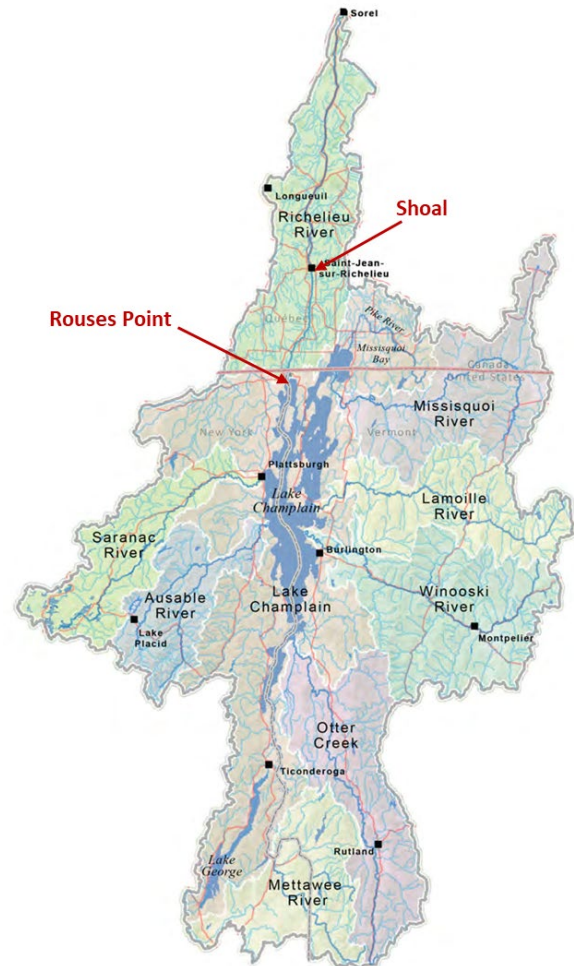 Sorel
Longueuil
Richelieu
River
Shoal
Saint-Jean-
sur-Richelieu
Rouses Point
Québec
Pike River
Missisquoi
Bay
Canada
United States
Missisquoi
River
New York
Vermont
Plattsburgh
Lake
Champlain
Lamoille
River
Saranac
River
Burlington
Ausable
River
Lake
Champlain
Winooski
River
Lake
Placid
Montpelier
Otter
Creek
Ticonderoga
Rutland
Lake
George
Mettawee
River